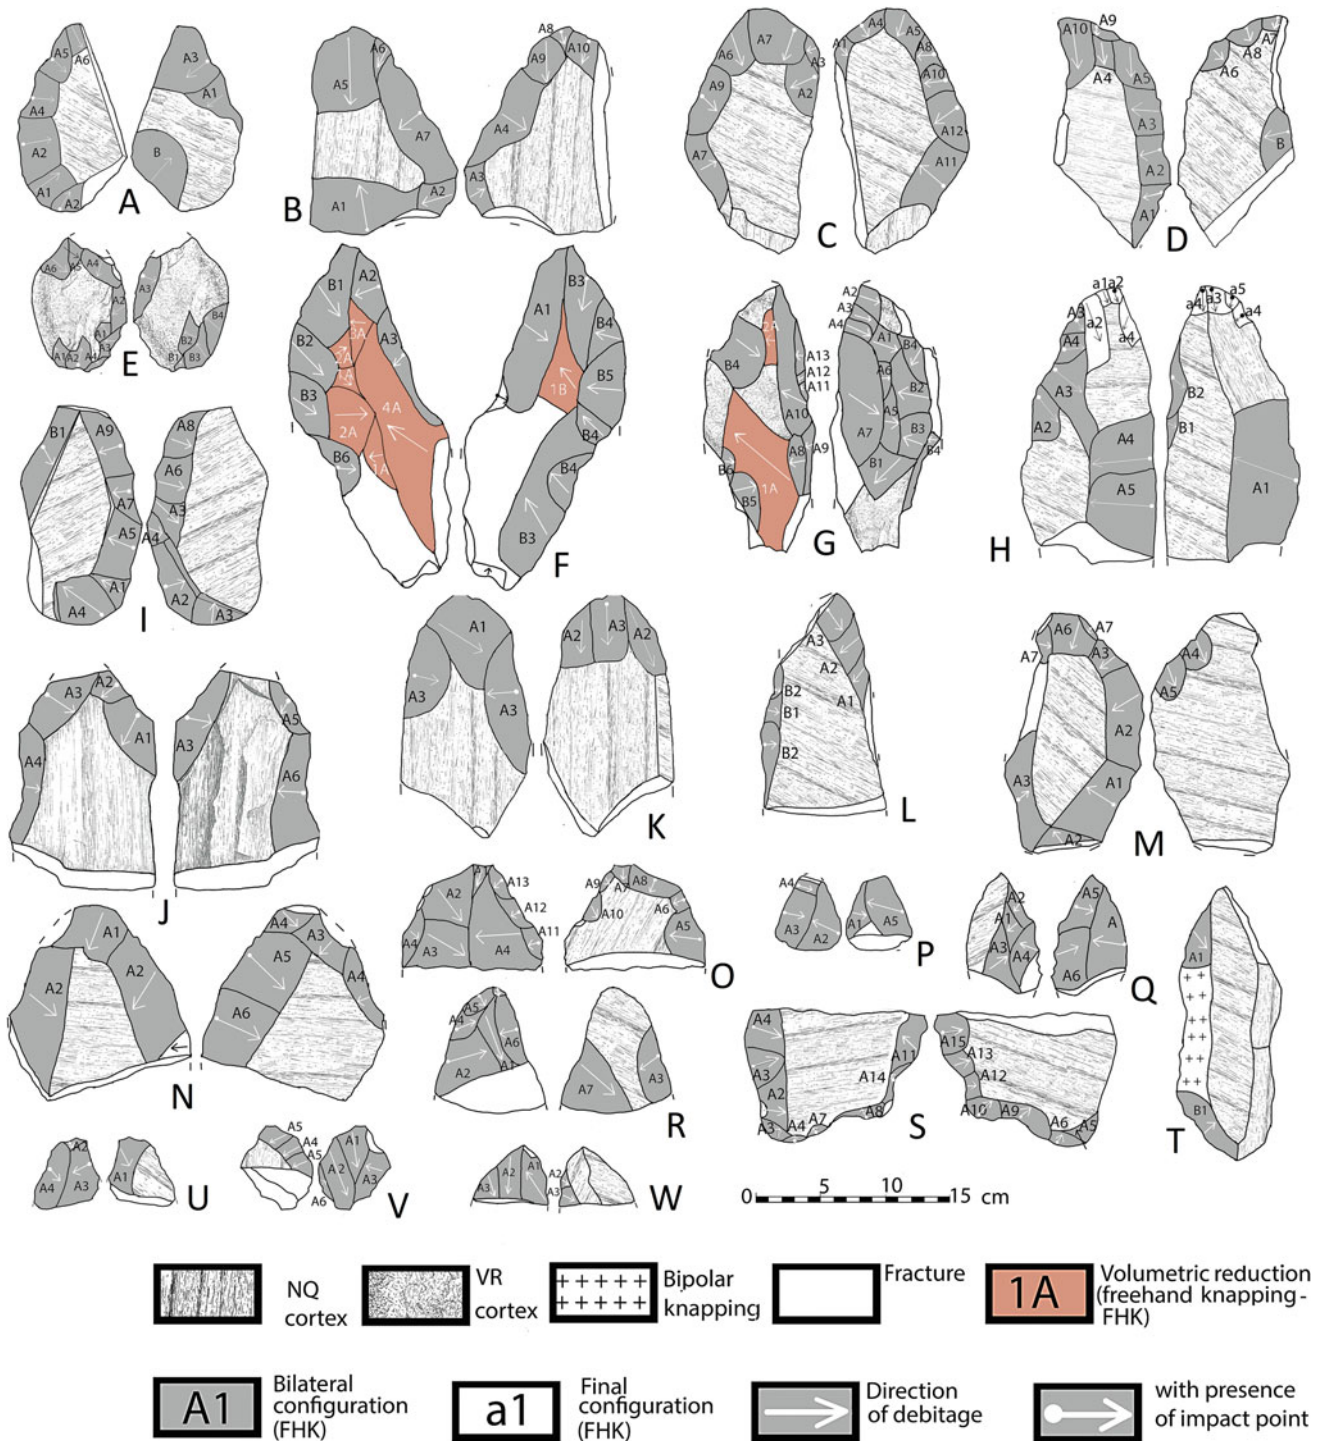 A5
A6
A4
A2
A1
A2
A3
A1
B
A
A5
A6
A7
A1
A2
A8
A9
A10
A4
A3
B
A7
A6
A3
A9
A2
A7
A4
A1
A5
A8
A10
A12
A11
C
A10
A9
A4
A5
A3
A2
A1
A7
A8
A6
B
D
A6
A5
A4
A2
A1
A3
A1
A2
A4
A3
B4
B2
B1
B3
E
B1
A2
3A
A3
B2
2A
1A
B3
4A
2A
B6
1A
B3
A1
B4
B5
1B
B4
B4
B3
F
2A
B4
A13
A12
A11
A10
B6
1A
A8
A9
B5
A2
A3
A4
A1
B4
A6
B2
A5
A7
B3
B4
B1
G
a1
a2
A3
a2
A4
a4
A3
A2
A4
A5
a4
a3
a5
a4
B2
B1
A1
H
B1
A9
A7
A5
A1
A4
A8
A6
A3
A4
A2
A3
I
A3
A2
A1
A4
A3
A5
A6
J
A1
A3
A3
A2
A3
A2
K
A3
A2
B2
A1
B1
B2
L
A6
A7
A7
A3
A2
A3
A1
A2
A4
A5
M
A1
A2
A2
A4
A3
A5
A4
A6
N
A1
A2
A13
A12
A4
A3
A4
A11
A9
A7
A8
A10
A6
A5
O
A4
A3
A2
A1
A5
P
A2
A1
A3
A4
A5
A
A6
Q
A5
A4
A6
A2
A1
A7
A3
R
A4
A3
A2
A3
A4
A7
A8
A14
A11
A15
A13
A12
A10
A9
A6
A5
S
A1
B1
T
A2
A4
A3
A1
U
A5
A4
A5
A1
A2
A3
A6
V
A3
A2
A1
A2
A3
W
0 5 10 15 cm
NQ
cortex
VR
cortex
Bipolar
knapping
Fracture
1A
Volumetric reduction
(freehand knapping -
FHK)
A1
Bilateral
configuration
(FHK)
a1
Final
configuration
(FHK)
Direction
of debitage
with presence
of impact point